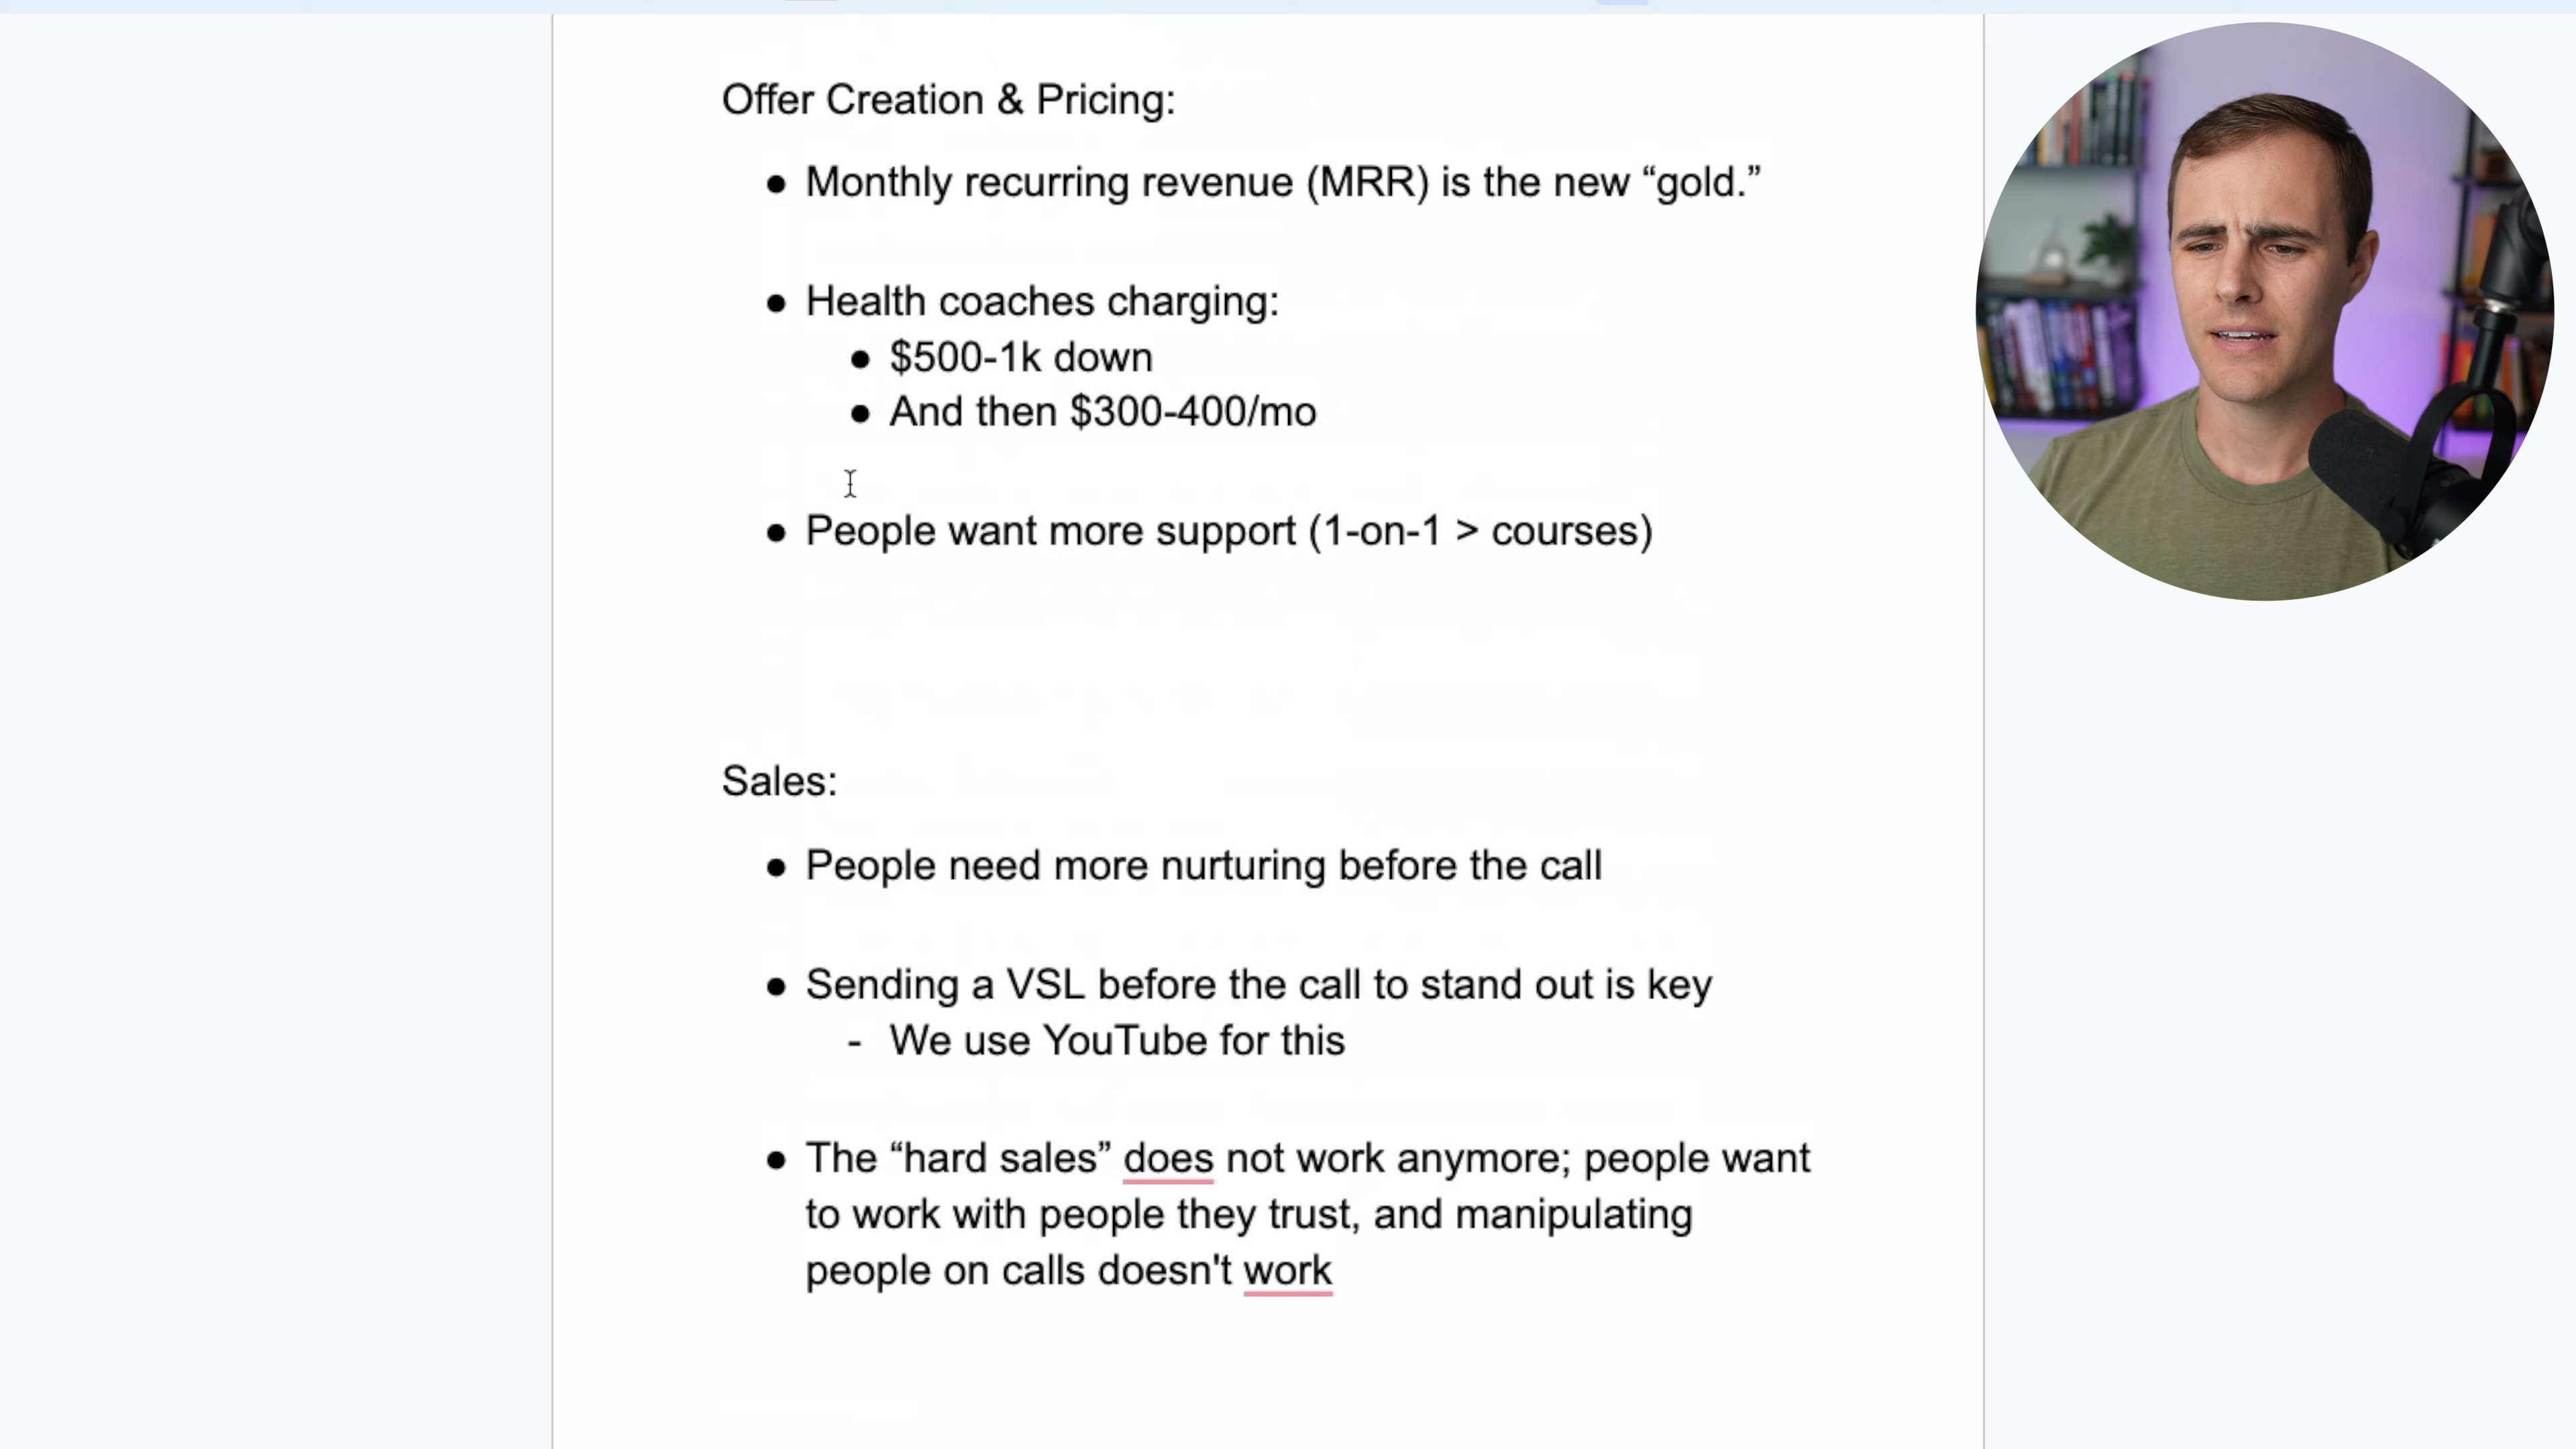 Offer Creation & Pricing:
● Monthly recurring revenue (MRR) is the new “gold.”
● Health coaches charging:
● $500-1k down
● And then $300-400/mo
● People want more support (1-on-1 > courses)
Sales:
● People need more nurturing before the call
● Sending a VSL before the call to stand out is key
- We use YouTube for this
● The “hard sales” does not work anymore; people want
to work with people they trust, and manipulating
people on calls doesn't work